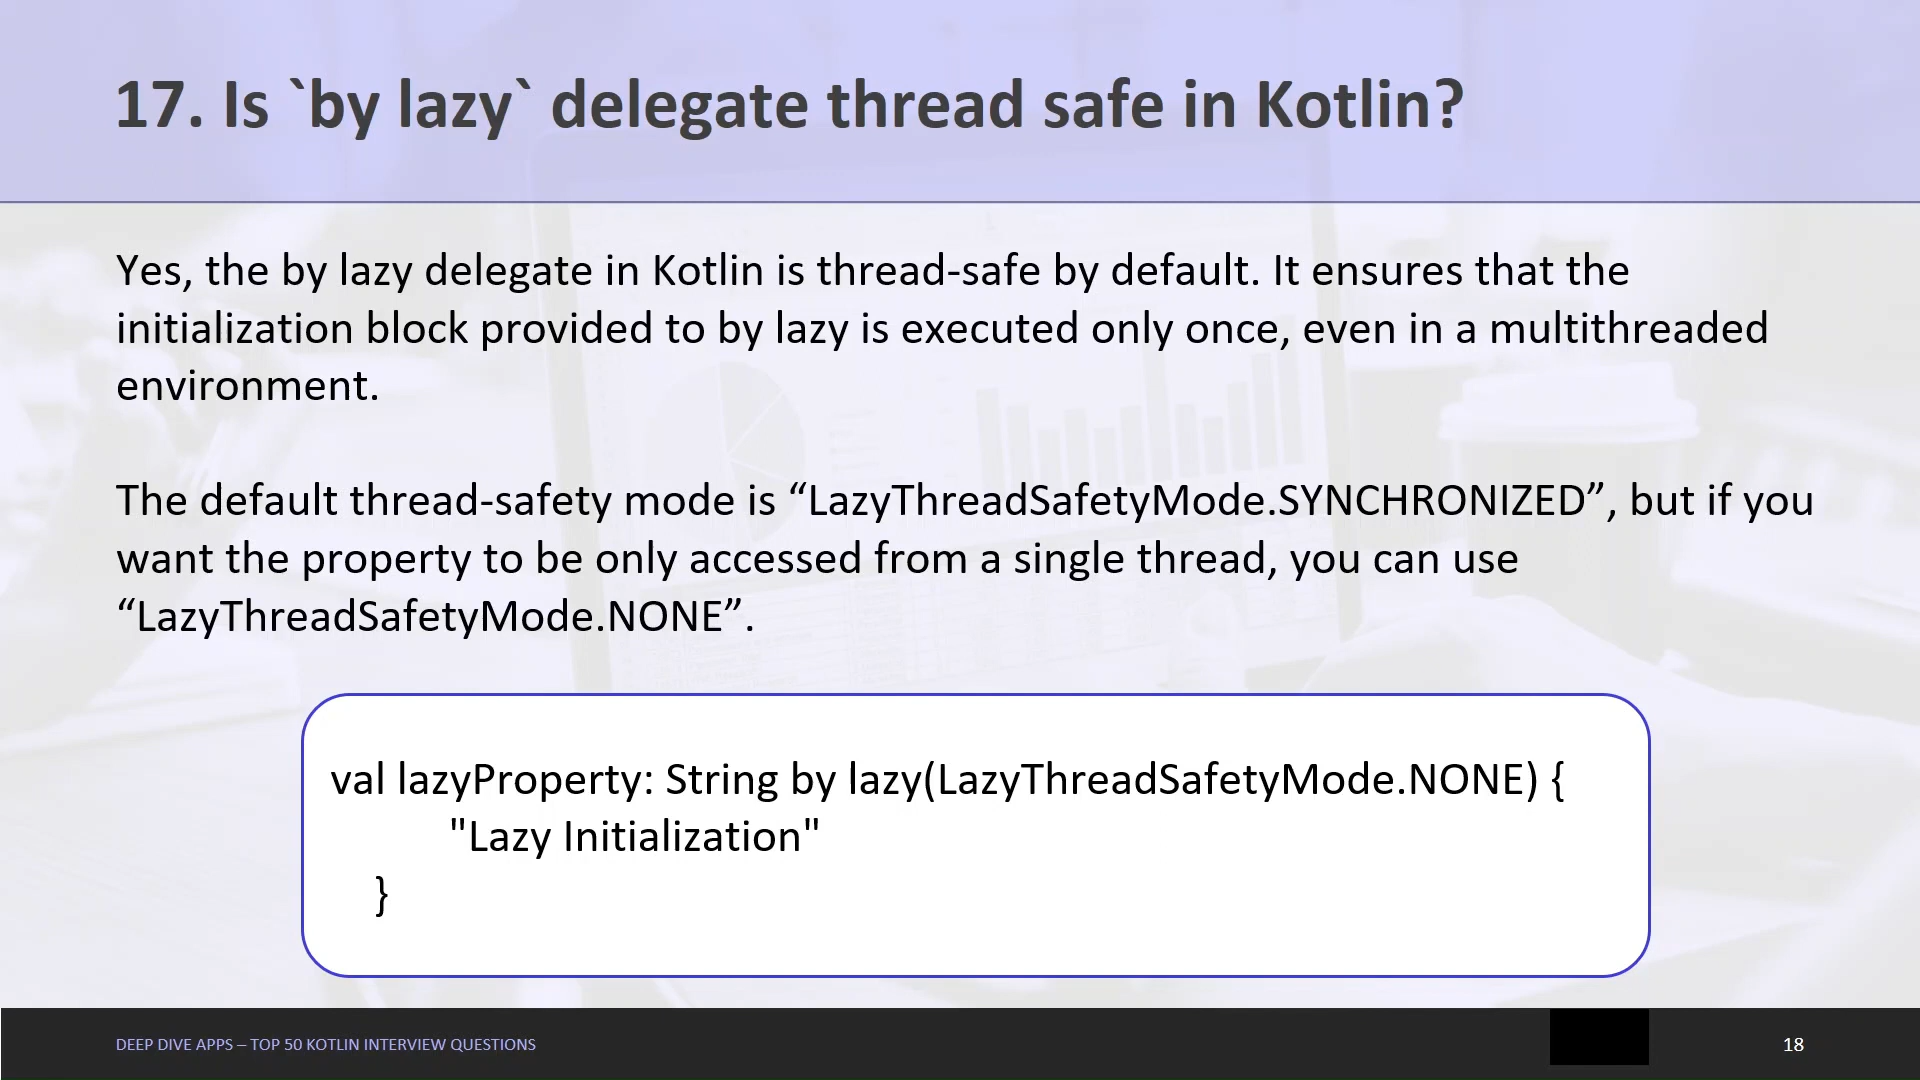 17. Is `by lazy` delegate thread safe in Kotlin?
Yes, the by lazy delegate in Kotlin is thread-safe by default. It ensures that the
initialization block provided to by lazy is executed only once, even in a multithreaded
environment.
The default thread-safety mode is “LazyThreadSafetyMode.SYNCHRONIZED”, but if you
want the property to be only accessed from a single thread, you can use
“LazyThreadSafetyMode.NONE”.
val lazyProperty: String by lazy(LazyThreadSafetyMode.NONE) {
"Lazy Initialization"
}
DEEP DIVE APPS – TOP 50 KOTLIN INTERVIEW QUESTIONS
18